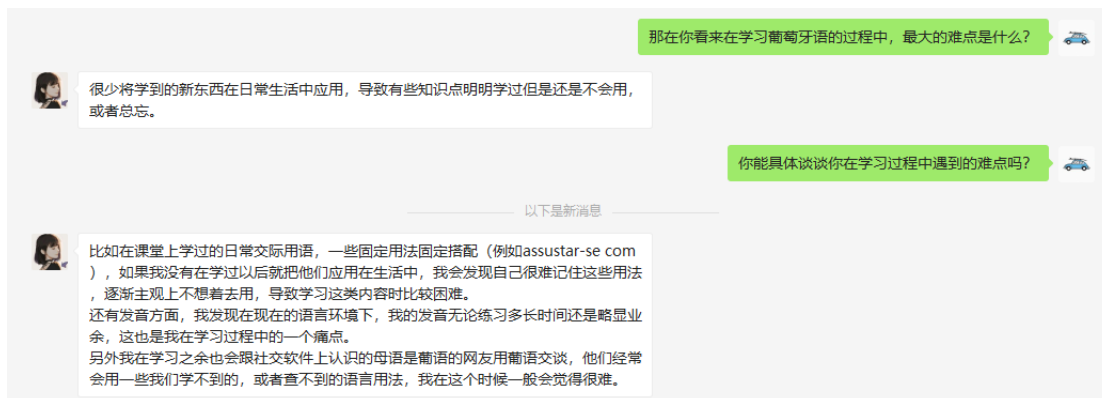 那在你看来在学习葡萄牙语的过程中，最大的难点是什么？
很少将学到的新东西在日常生活中应用，导致有些知识点明明学过但是还是不会用，
或者总忘。
你能具体谈谈你在学习过程中遇到的难点吗？
以下是新消息
比如在课堂上学过的日常交际用语，一些固定用法固定搭配（例如assustar-se com
），如果我没有在学过以后就把他们应用在生活中，我会发现自己很难记住这些用法
，逐渐主观上不想着去用，导致学习这类内容时比较困难。
还有发音方面，我发现在现在的语言环境下，我的发音无论练习多长时间还是略显业
余，这也是我在学习过程中的一个痛点。
另外我在学习之余也会跟社交软件上认识的母语是葡语的网友用葡语交谈，他们经常
会用一些我们学不到的，或者查不到的语言用法，我在这个时候一般会觉得很难。